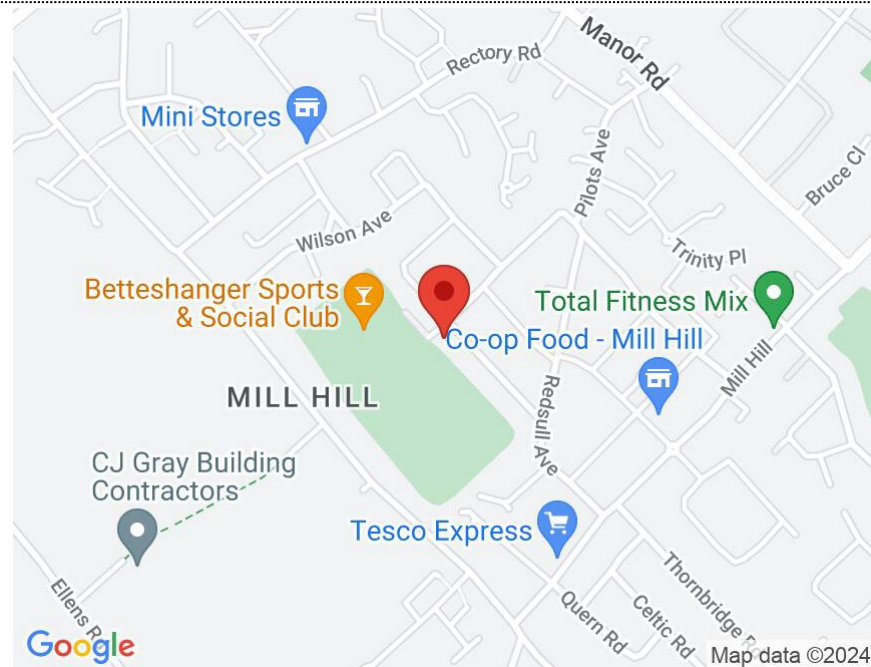 Manor Rd
Rectory Rd
Mini Stores
Bruce Cl
Pilots Ave
Wilson Ave
Trinity Pl
Betteshanger Sports
& Social Club
Total Fitness Mix
Co-op Food - Mill Hill
Mill Hill
MILL HILL
Redsull Ave
CJ Gray Building
Contractors
Tesco Express
Thornbridge Rd
Ellens R
Quern Rd
Celtic Rd
Google
Map data ©2024